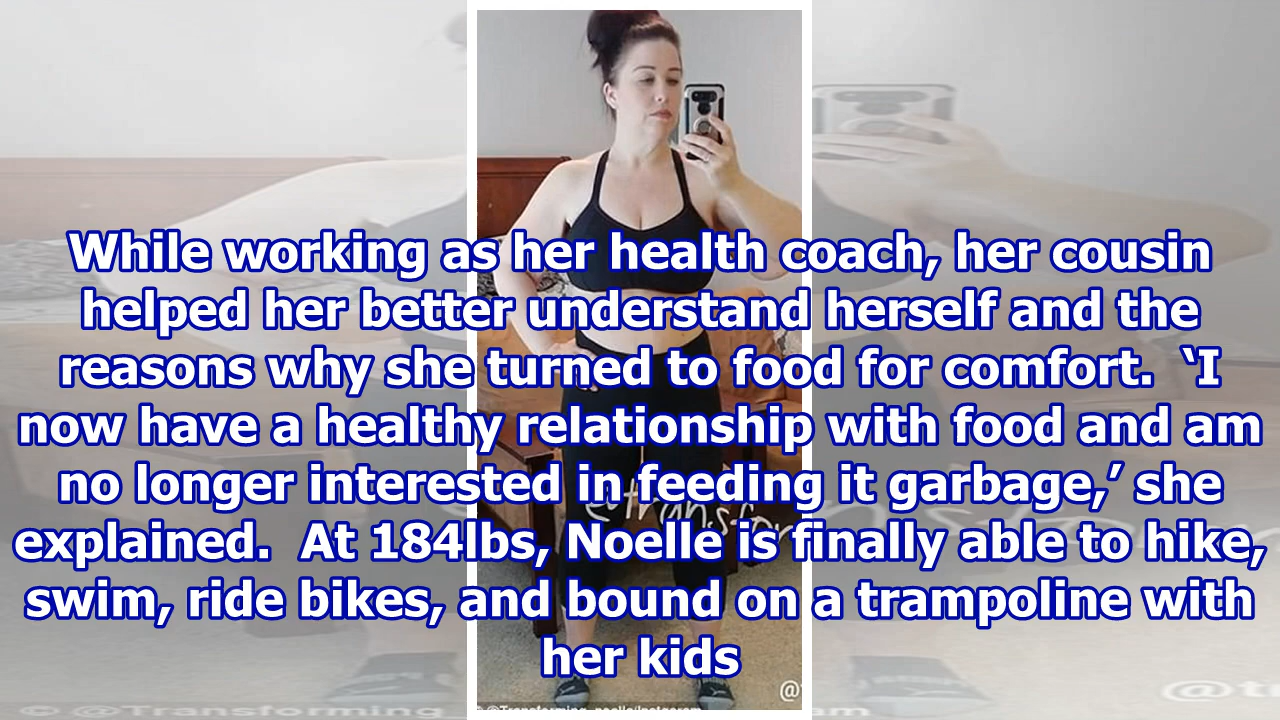 While working as her health coach, her cousin
helped her better understand herself and the
reasons why she turned to food for comfort.  ‘I
now have a healthy relationship with food and am
no longer interested in feeding it garbage,’ she
explained.  At 184lbs, Noelle is finally able to hike,
swim, ride bikes, and bound on a trampoline with
her kids
@transfor
@t
© @Transforming_noelle/Instagram